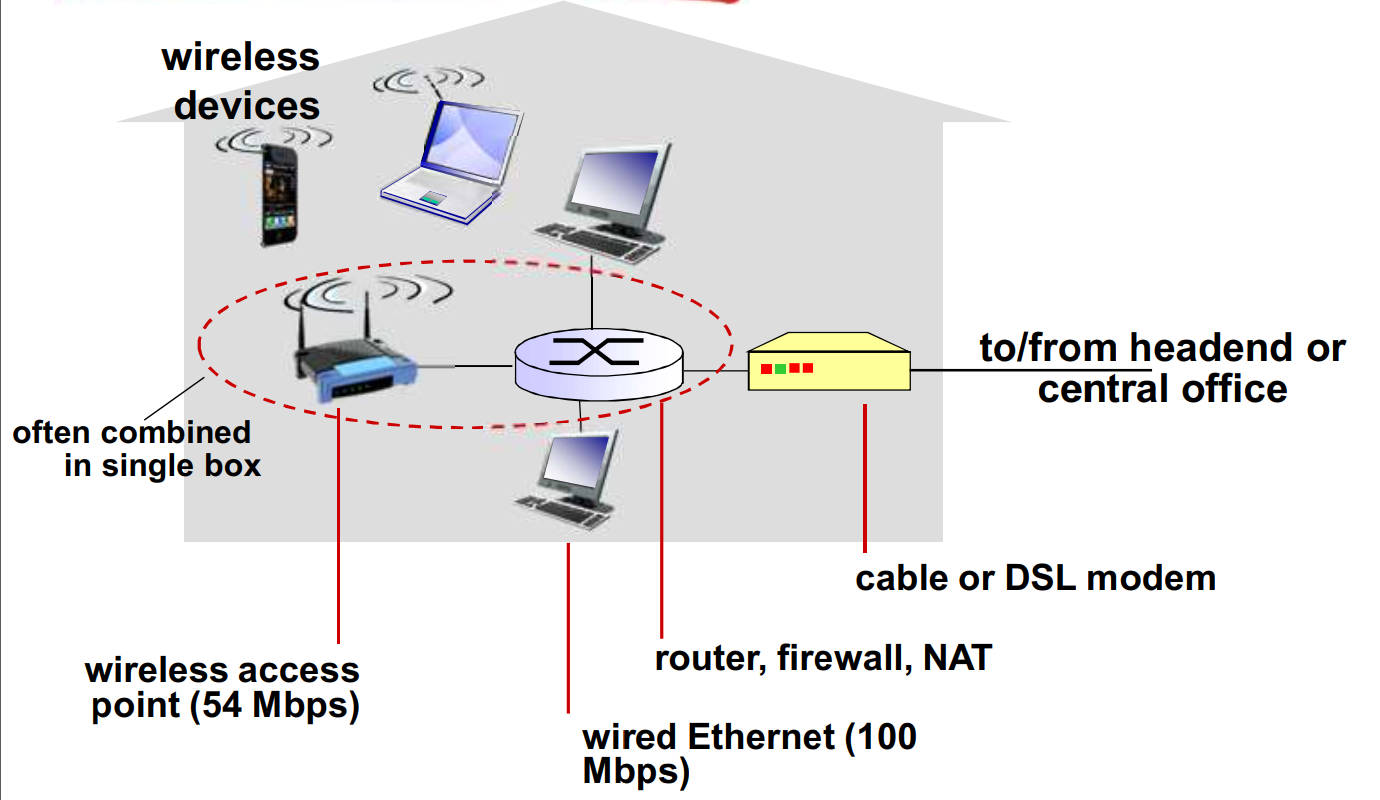 wireless
devices
to/from headend or
central office
often combined
in single box
cable or DSL modem
router, firewall, NAT
wireless access
point (54 Mbps)
wired Ethernet (100
Mbps)